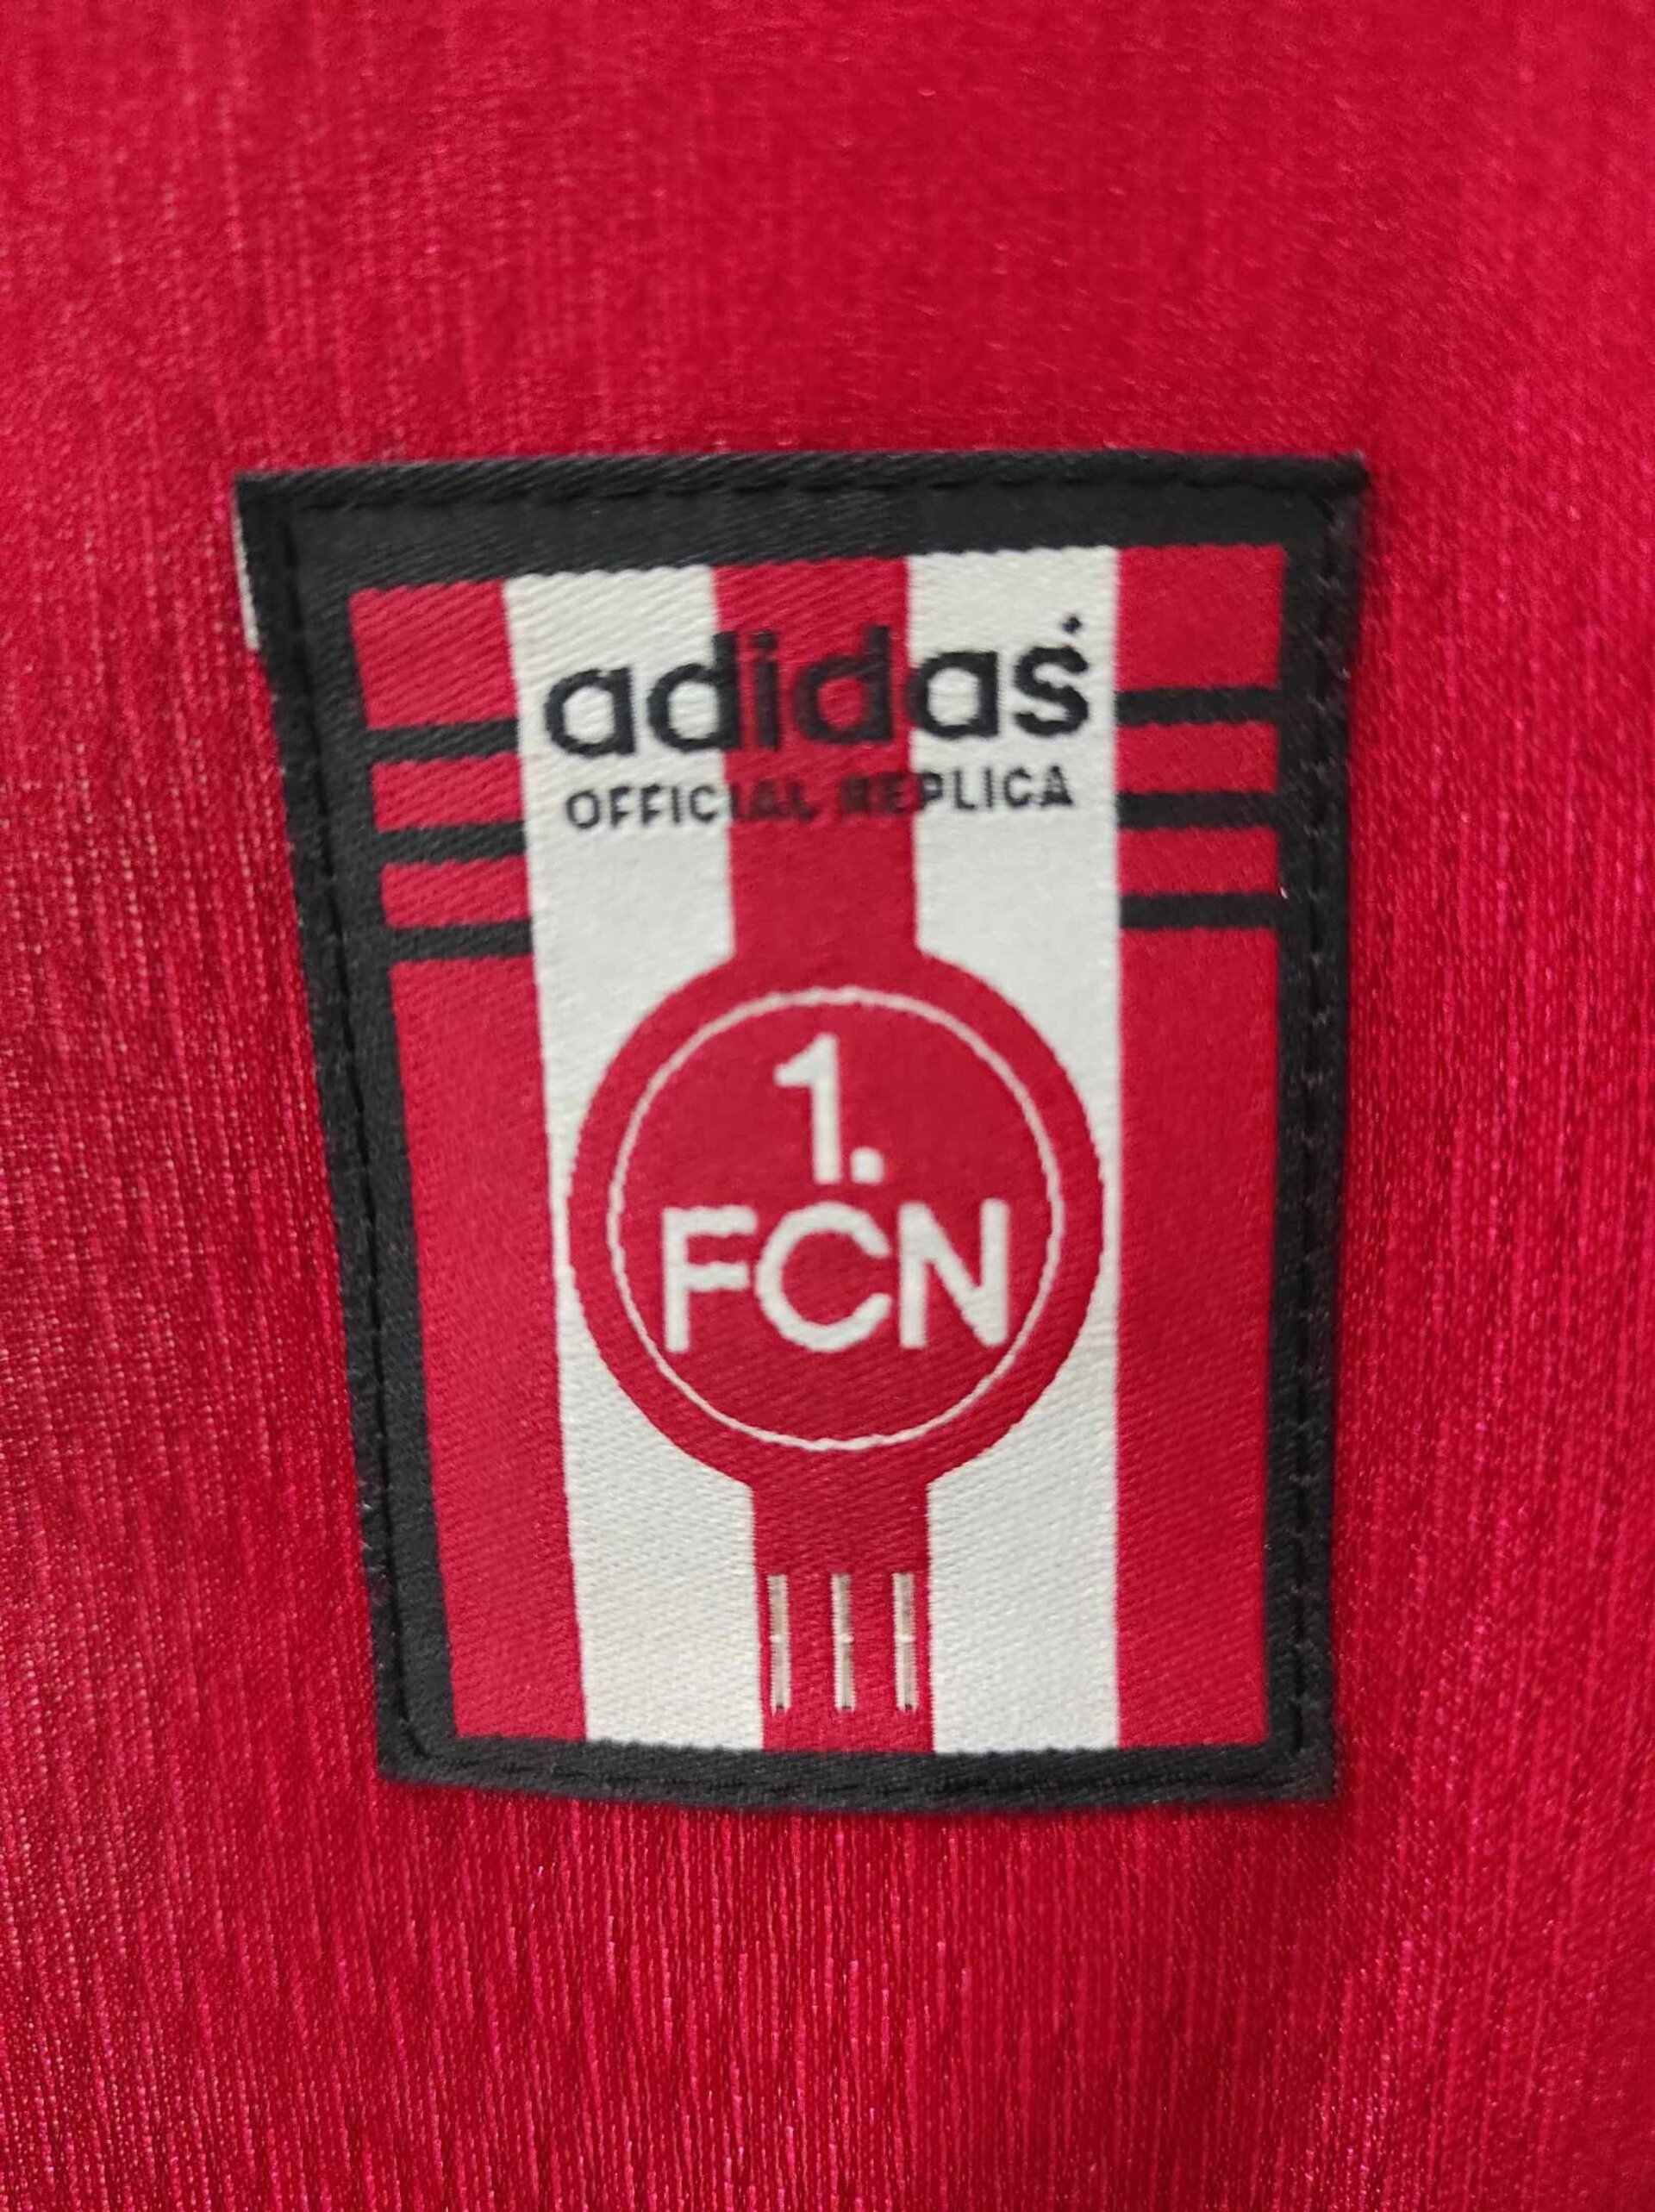 adidas
OFFICIAL REPLICA
1.
FCN